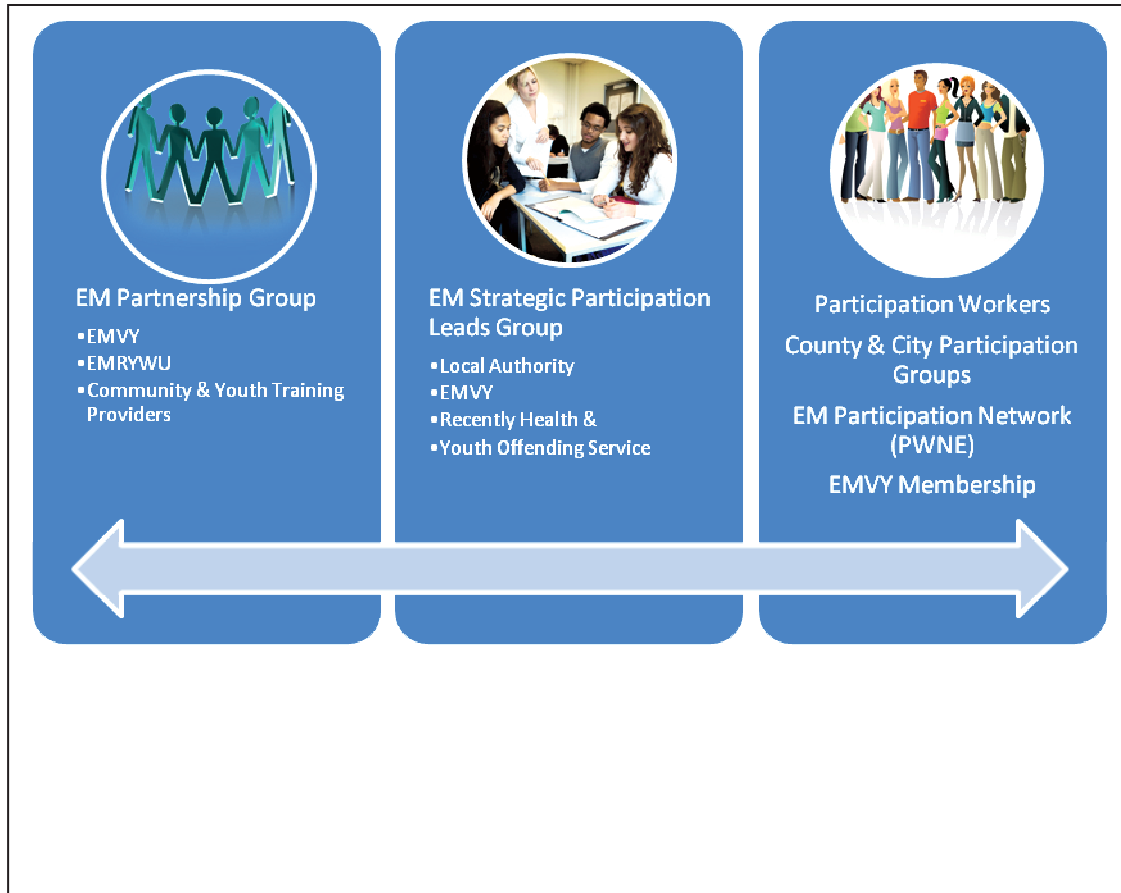 EM Partnership Group
▪EMVY
▪EMRYWU
▪Community & Youth Training
Providers
EM Strategic Participation
Leads Group
▪Local Authority
▪EMVY
▪Recently Health &
▪Youth Offending Service
Participation Workers
County & City Participation
Groups
EM Participation Network
(PWNE)
EMVY Membership